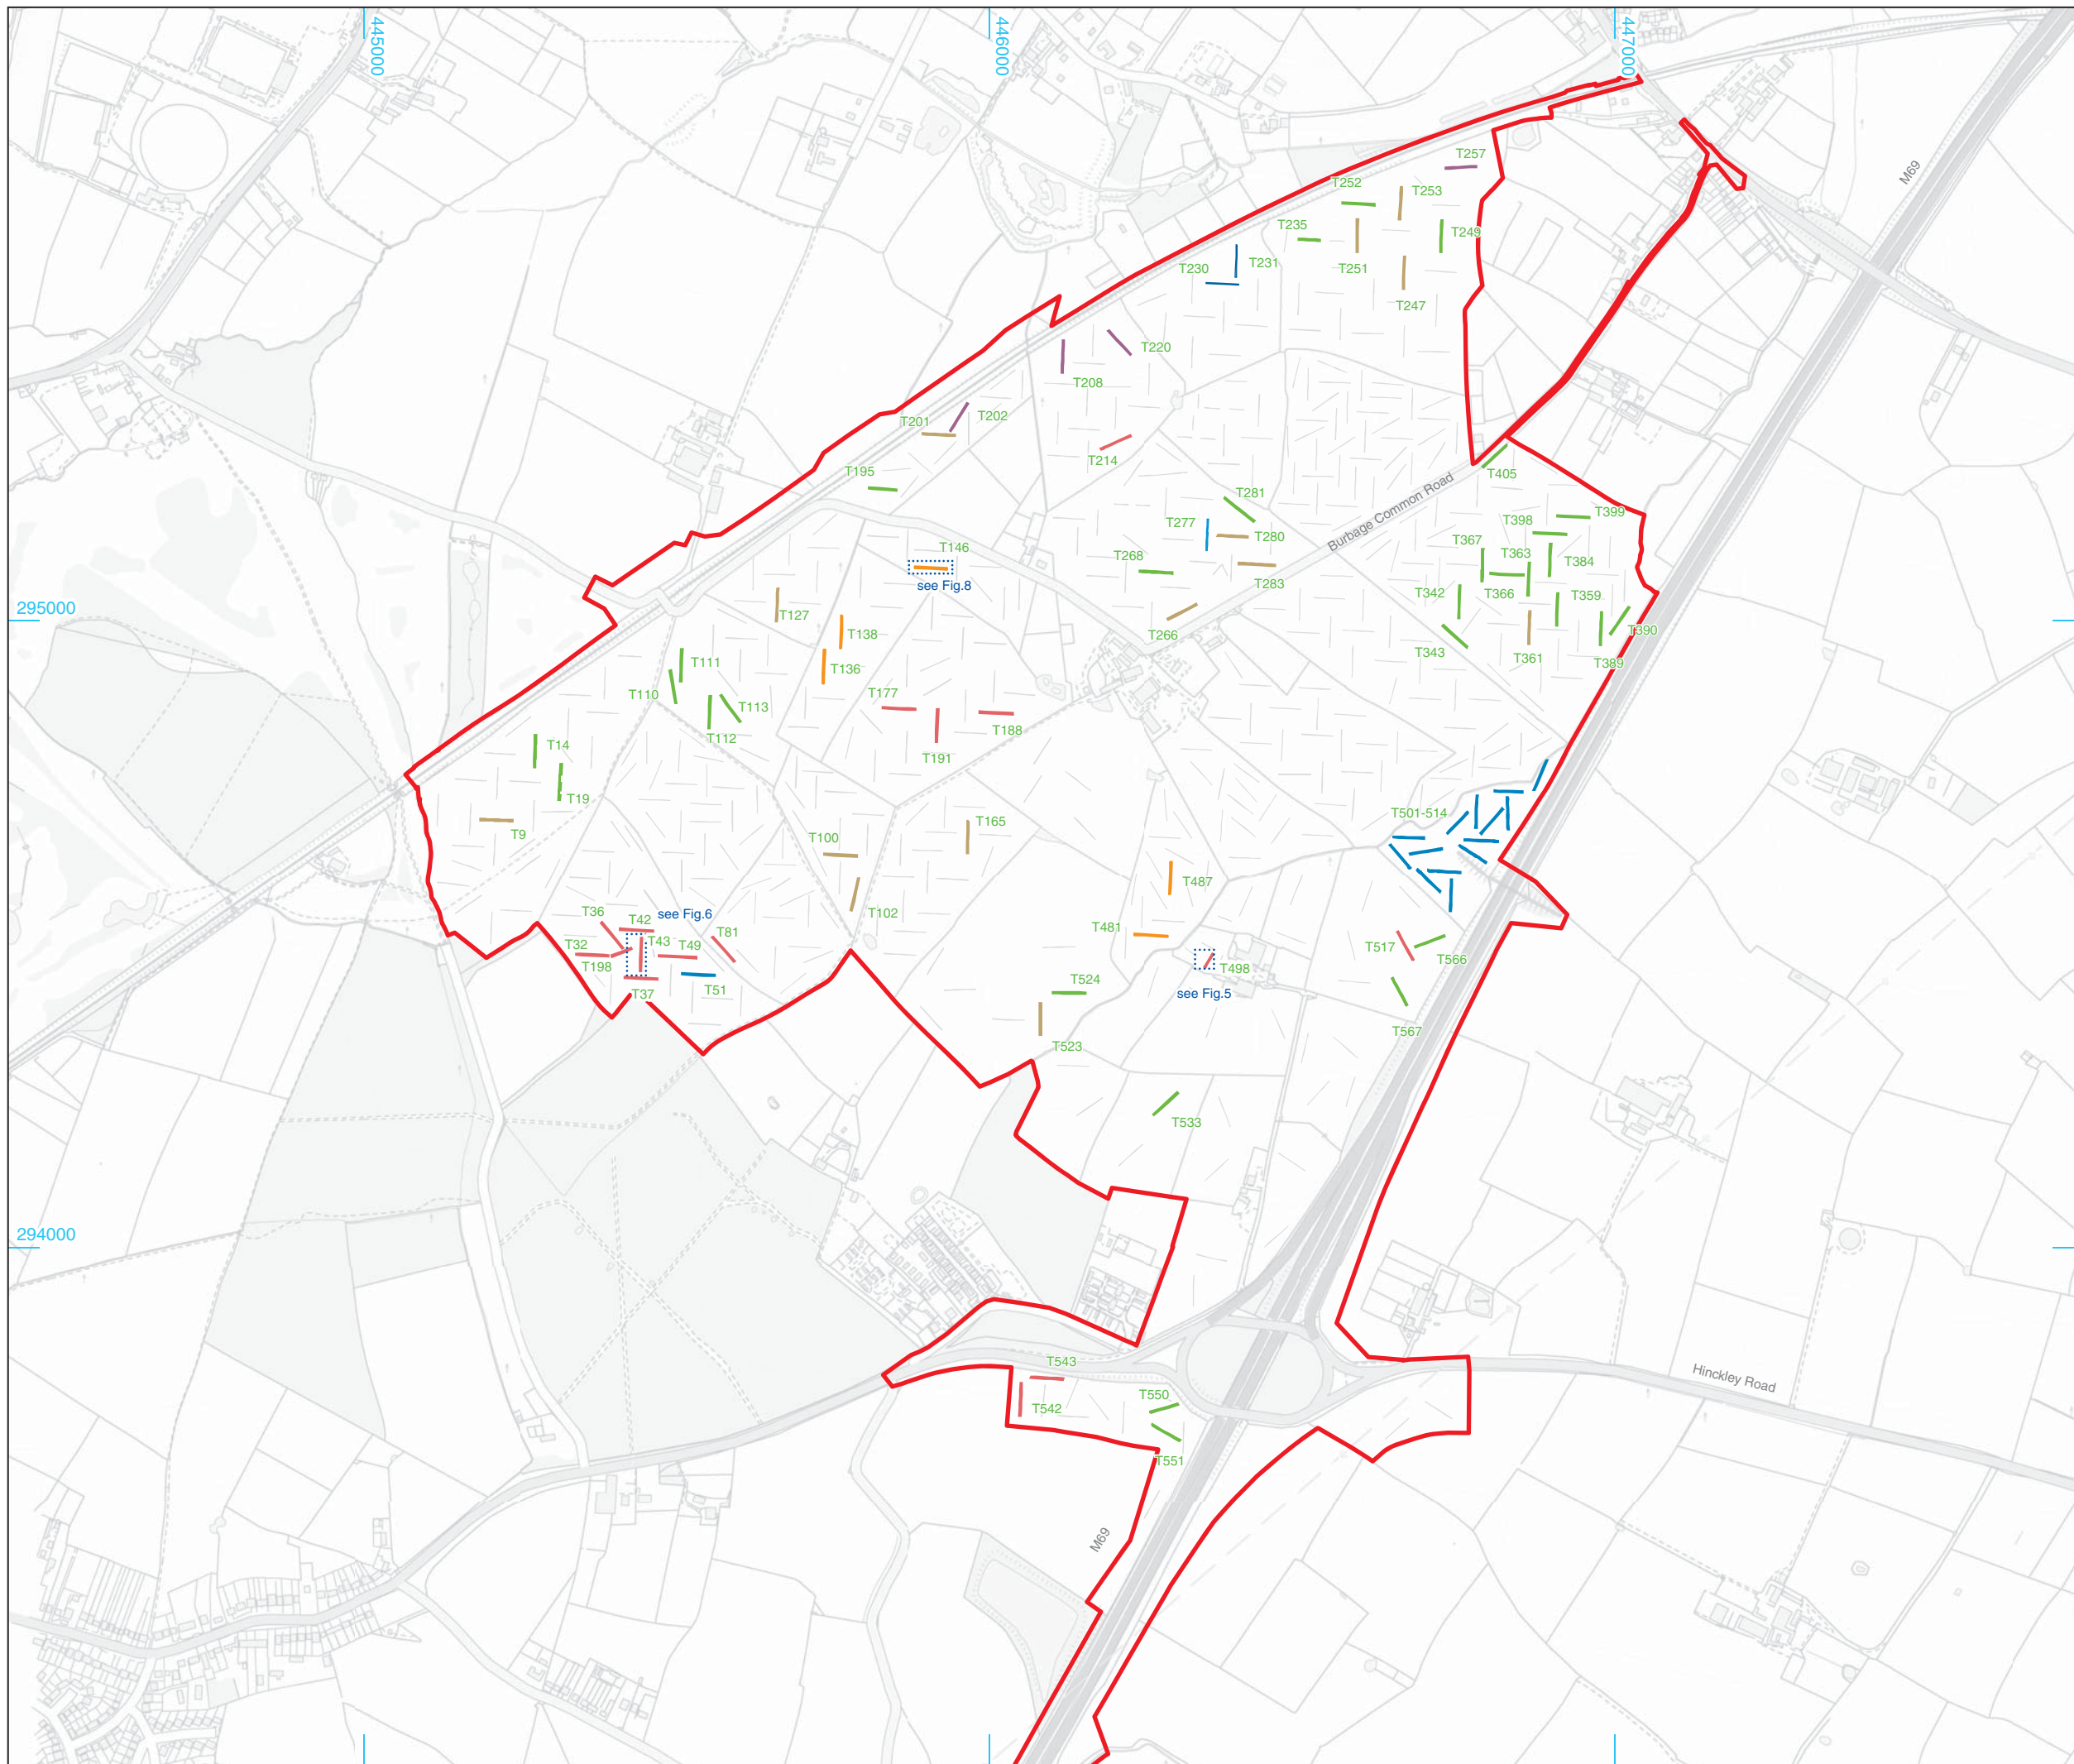 445000
446000
447000
M69
T257
T252
T253
T235
T249
T230
T231
T251
T247
T220
T208
T201
T202
T214
T405
T195
Burbage Common Road
T281
T277
T280
T399
T398
T146
T268
T367
T363
T384
see Fig.8
T283
T342
T366
T359
295000
T127
T138
T266
T343
T361
T390
T111
T136
T389
T110
T177
T113
T188
T112
T191
T14
T19
T9
T100
T165
T501-514
T487
T36
T42
see Fig.6
T102
T81
T481
T32
T43
T49
T517
T566
T198
T51
T498
T37
T524
see Fig.5
T567
T523
T533
294000
T543
Hinckley Road
T542
T550
T551
M69